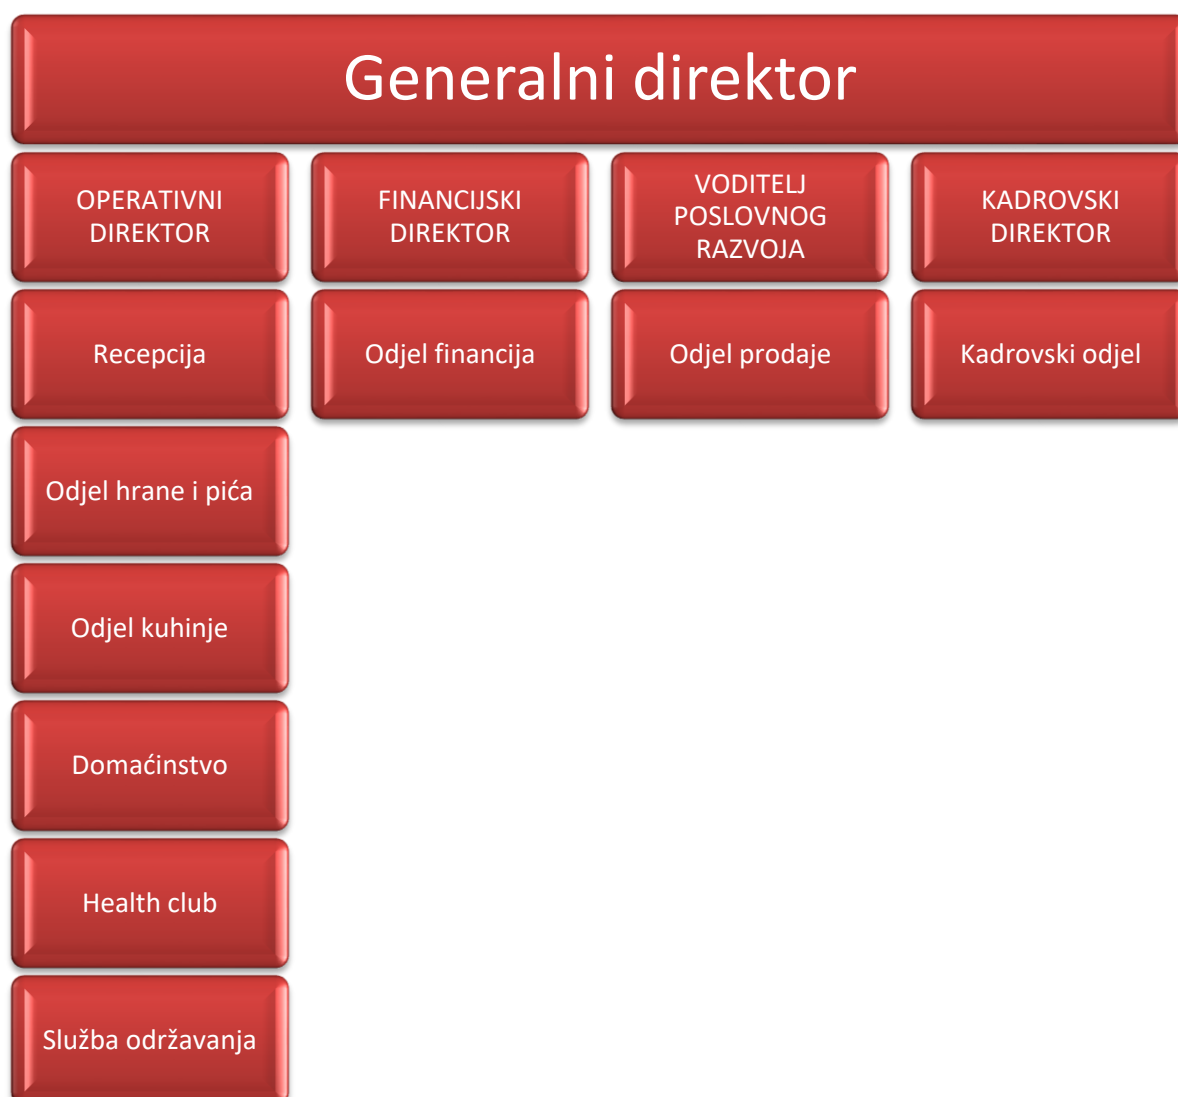 Generalni direktor
OPERATIVNI
DIREKTOR
FINANCIJSKI
DIREKTOR
VODITELJ
POSLOVNOG
RAZVOJA
KADROVSKI
DIREKTOR
Recepcija
Odjel financija
Odjel prodaje
Kadrovski odjel
Odjel hrane i pića
Odjel kuhinje
Domaćinstvo
Health club
Služba održavanja